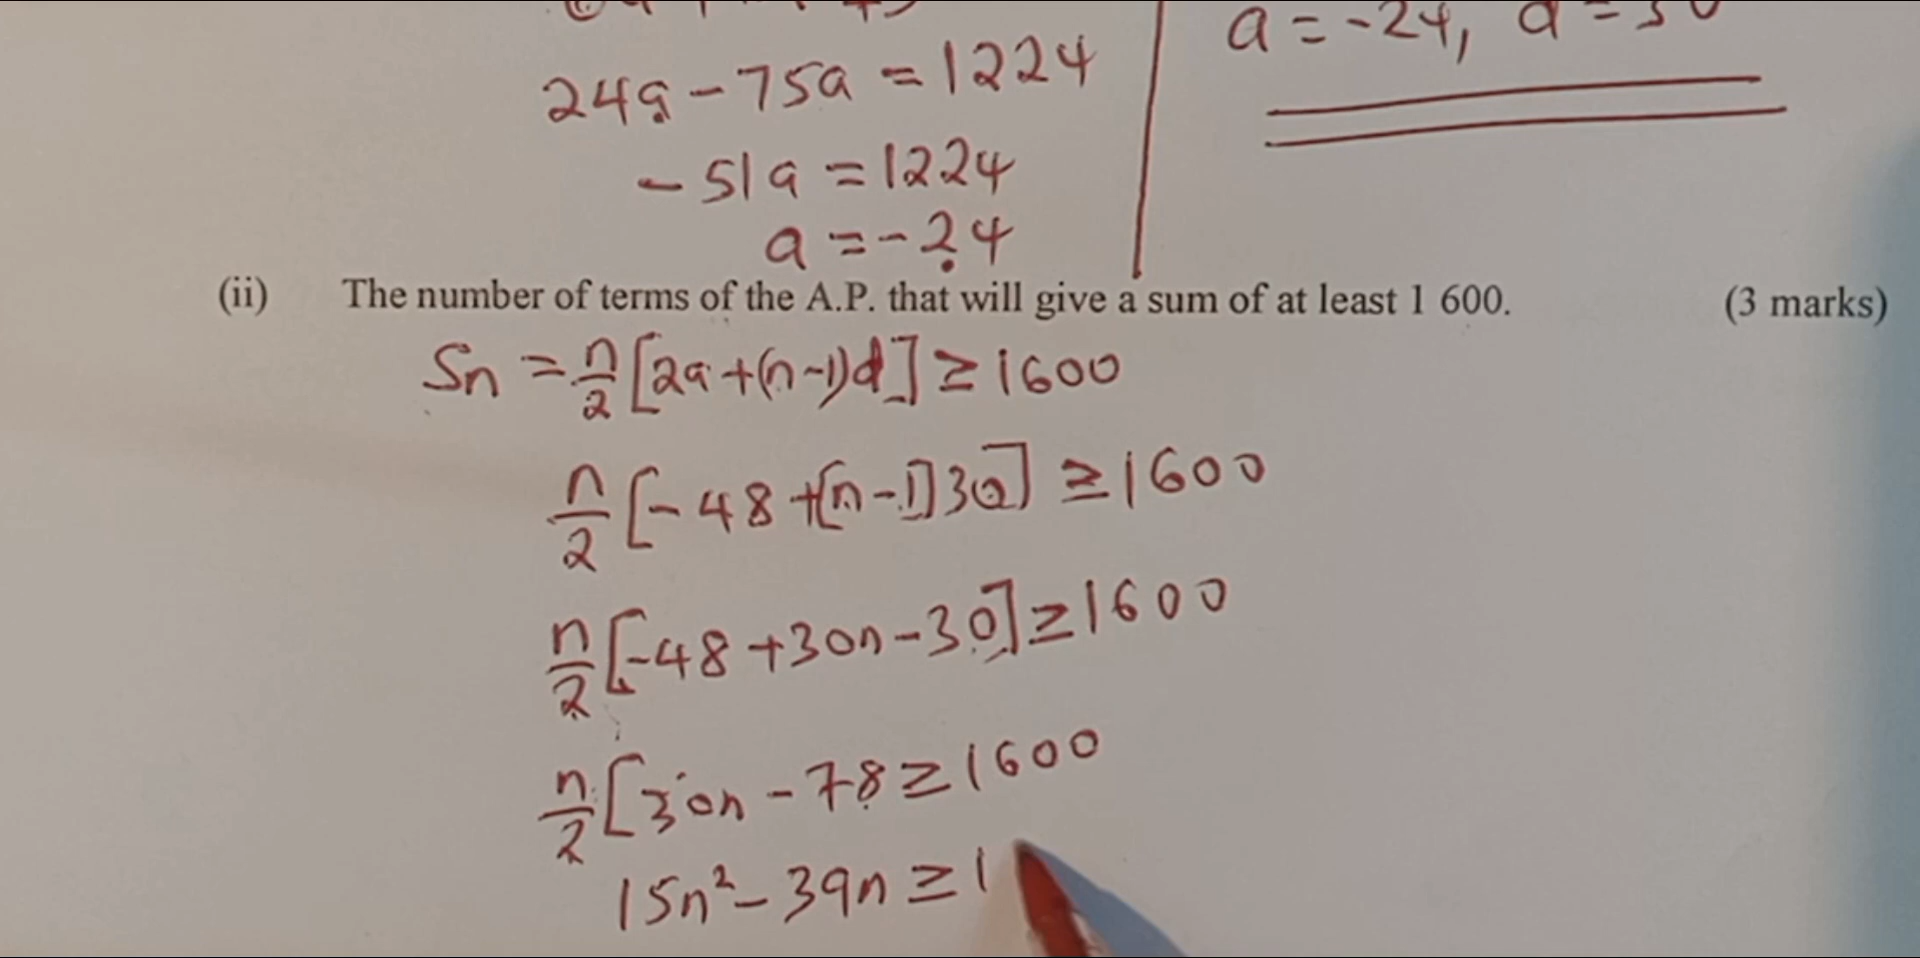 a = -24, d = 30
24a - 75a = 1224
- 51a = 1224
a = -24
(ii) The number of terms of the A.P. that will give a sum of at least 1 600. (3 marks)
Sn = n/2 [2a + (n-1)d] ≥ 1600
n/2 [-48 + [n-1]30] ≥ 1600
n/2 [-48 + 30n - 30] ≥ 1600
n/2 [30n - 78 ≥ 1600
15n² - 39n ≥ 1